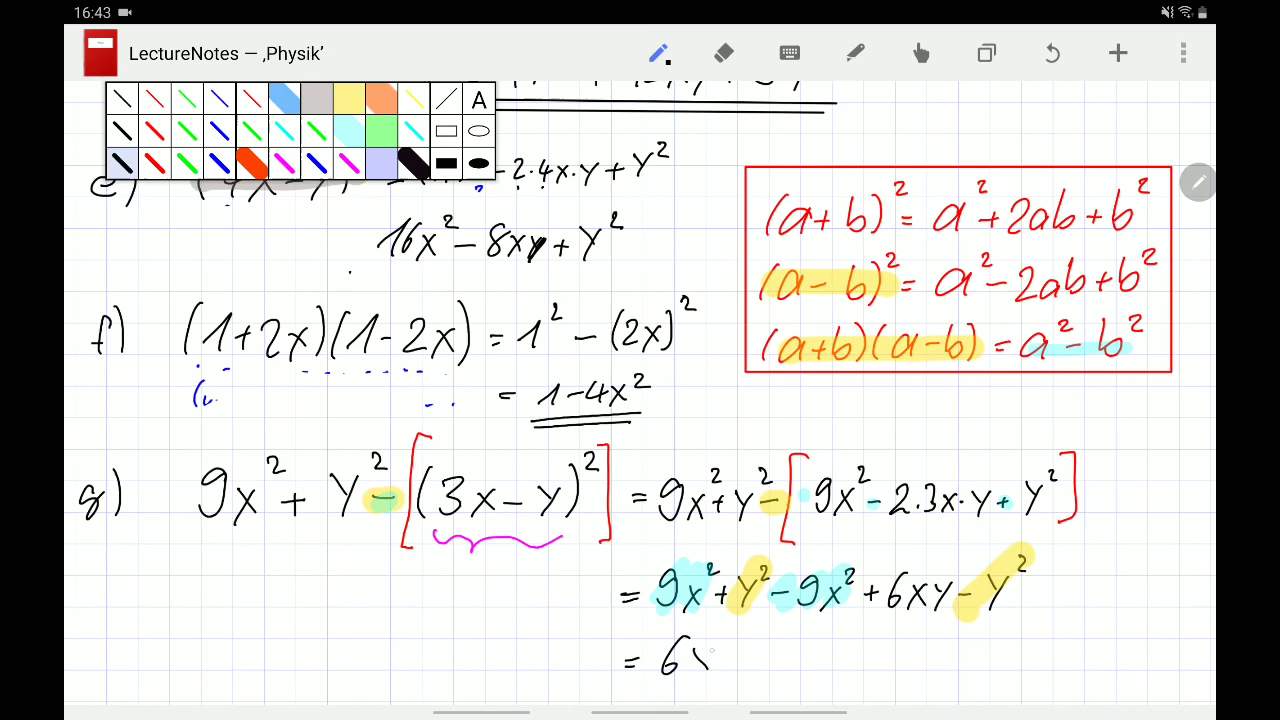 16:43
LectureNotes — ‚Physik’
A
e)
- 2·4x·y + y²
16x² - 8xy + y²
f) (1+2x)(1-2x) = 1² - (2x)²
= 1-4x²
g) 9x² + y² - [(3x - y)²] = 9x² + y² - [9x² - 2·3x·y + y²]
= 9x² + y² - 9x² + 6xy - y²
= 6
(a+b)² = a² + 2ab + b²
(a-b)² = a² - 2ab + b²
(a+b)(a-b) = a² - b²